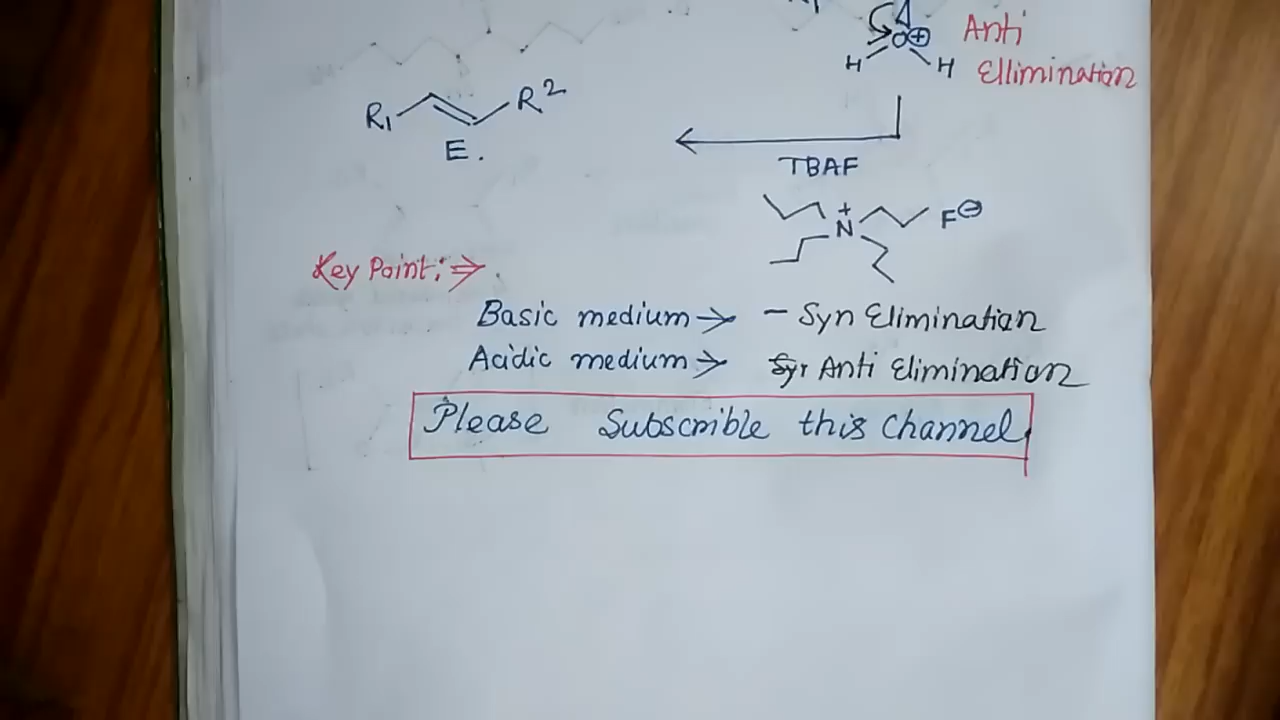 O⊕ Anti
H H Ellimination
R₁ R²
E.
TBAF
N⁺ F⊖
Key Point:⇒
Basic medium → - Syn Elimination
Acidic medium → Syr Anti Elimination
Please Subscrible this channel